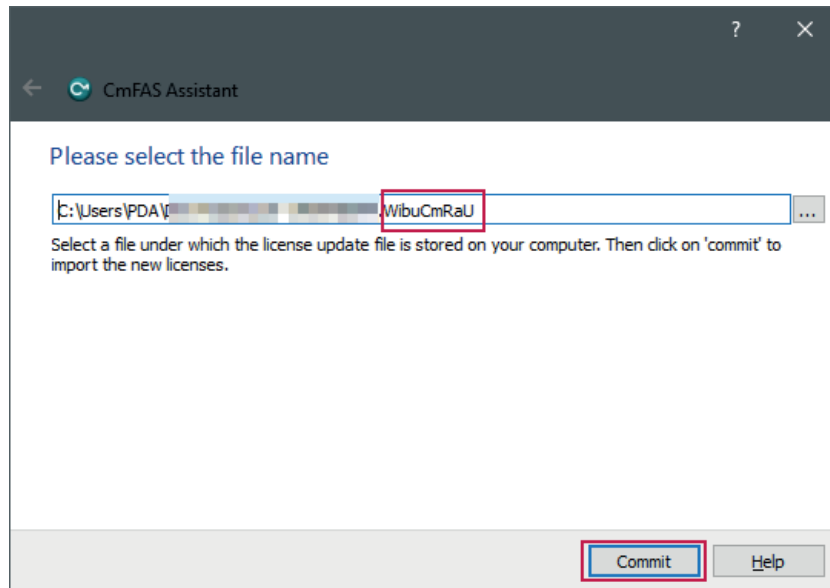 ?
CmFAS Assistant
Please select the file name
C:\Users\PDA\ .WibuCmRaU
...
Select a file under which the license update file is stored on your computer. Then click on 'commit' to
import the new licenses.
Commit Help